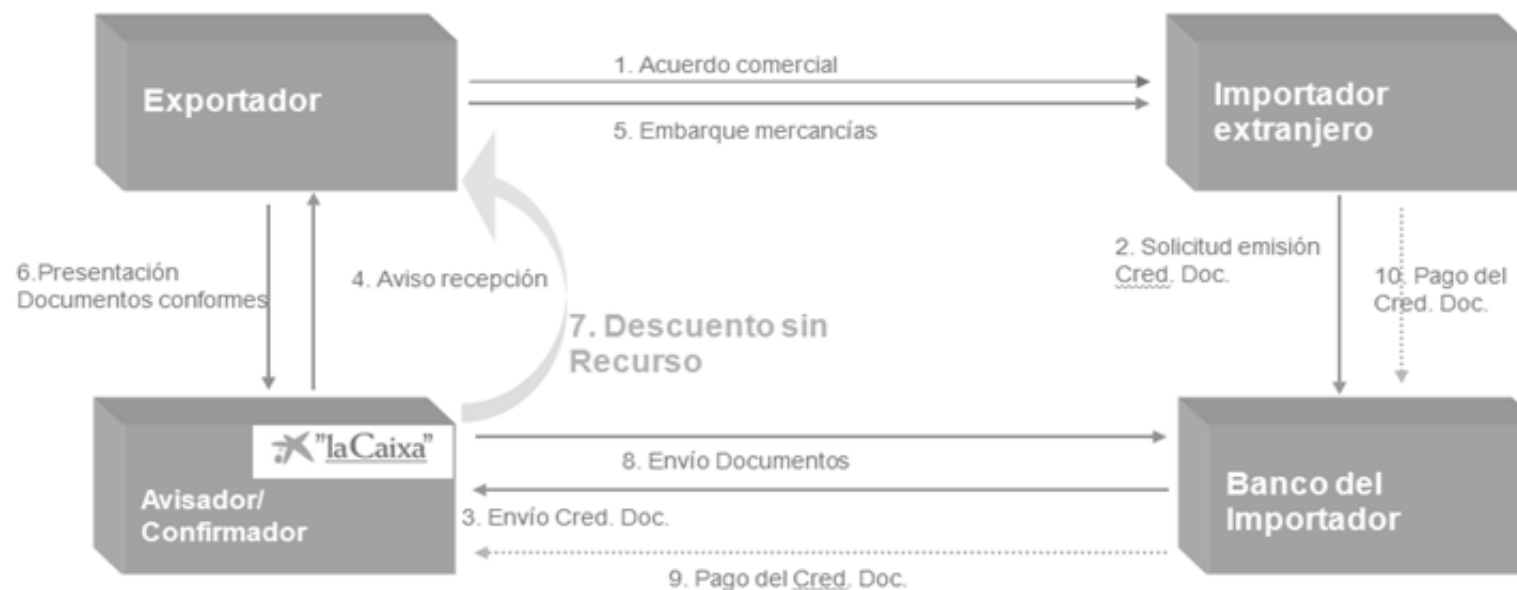 1. Acuerdo comercial
Exportador
Importador
extranjero
5. Embarque mercancías
6.Presentación
Documentos conformes
4. Aviso recepción
2. Solicitud emisión
Cred. Doc.
10. Pago del
Cred. Doc.
7. Descuento sin
Recurso
"laCaixa"
Avisador/
Confirmador
8. Envío Documentos
3. Envío Cred. Doc.
Banco del
Importador
9. Pago del Cred. Doc.